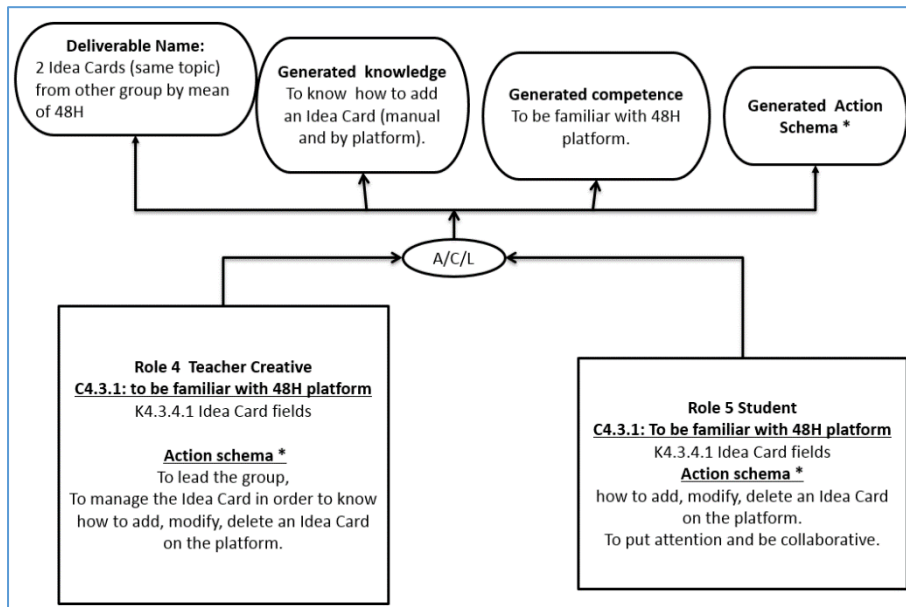 Deliverable Name:
2 Idea Cards (same topic)
from other group by mean
of 48H
Generated knowledge
To know how to add
an Idea Card (manual
and by platform).
Generated competence
To be familiar with 48H
platform.
Generated Action
Schema *
A/C/L
Role 4 Teacher Creative
C4.3.1: to be familiar with 48H platform
K4.3.4.1 Idea Card fields
Action schema *
To lead the group,
To manage the Idea Card in order to know
how to add, modify, delete an Idea Card
on the platform.
Role 5 Student
C4.3.1: To be familiar with 48H platform
K4.3.4.1 Idea Card fields
Action schema *
how to add, modify, delete an Idea Card
on the platform.
To put attention and be collaborative.